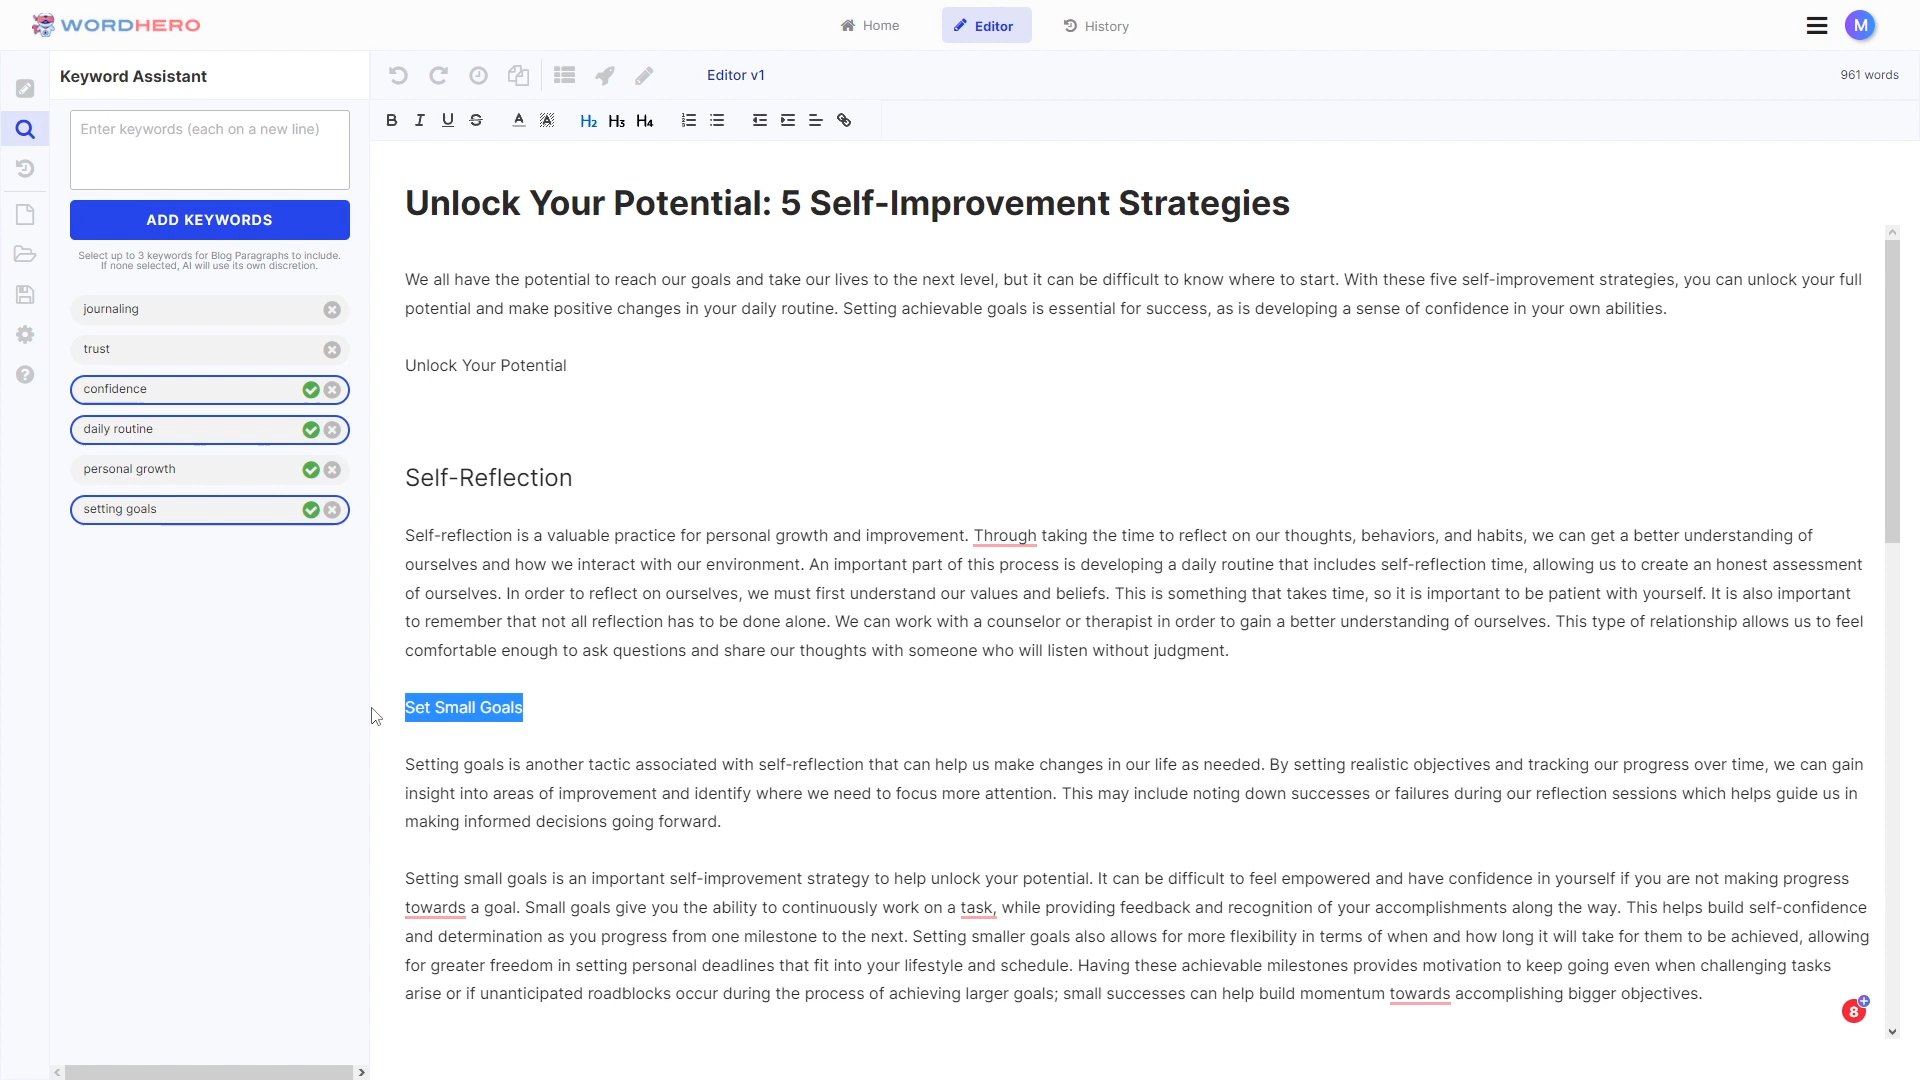 WORDHERO
Home
Editor
History
M
Keyword Assistant
Editor v1
961 words
B I U S A A H2 H3 H4
Enter keywords (each on a new line)
ADD KEYWORDS
Select up to 3 keywords for Blog Paragraphs to include.
If none selected, AI will use its own discretion.
journaling
trust
confidence
daily routine
personal growth
setting goals
Unlock Your Potential: 5 Self-Improvement Strategies
We all have the potential to reach our goals and take our lives to the next level, but it can be difficult to know where to start. With these five self-improvement strategies, you can unlock your full
potential and make positive changes in your daily routine. Setting achievable goals is essential for success, as is developing a sense of confidence in your own abilities.
Unlock Your Potential
Self-Reflection
Self-reflection is a valuable practice for personal growth and improvement. Through taking the time to reflect on our thoughts, behaviors, and habits, we can get a better understanding of
ourselves and how we interact with our environment. An important part of this process is developing a daily routine that includes self-reflection time, allowing us to create an honest assessment
of ourselves. In order to reflect on ourselves, we must first understand our values and beliefs. This is something that takes time, so it is important to be patient with yourself. It is also important
to remember that not all reflection has to be done alone. We can work with a counselor or therapist in order to gain a better understanding of ourselves. This type of relationship allows us to feel
comfortable enough to ask questions and share our thoughts with someone who will listen without judgment.
Set Small Goals
Setting goals is another tactic associated with self-reflection that can help us make changes in our life as needed. By setting realistic objectives and tracking our progress over time, we can gain
insight into areas of improvement and identify where we need to focus more attention. This may include noting down successes or failures during our reflection sessions which helps guide us in
making informed decisions going forward.
Setting small goals is an important self-improvement strategy to help unlock your potential. It can be difficult to feel empowered and have confidence in yourself if you are not making progress
towards a goal. Small goals give you the ability to continuously work on a task, while providing feedback and recognition of your accomplishments along the way. This helps build self-confidence
and determination as you progress from one milestone to the next. Setting smaller goals also allows for more flexibility in terms of when and how long it will take for them to be achieved, allowing
for greater freedom in setting personal deadlines that fit into your lifestyle and schedule. Having these achievable milestones provides motivation to keep going even when challenging tasks
arise or if unanticipated roadblocks occur during the process of achieving larger goals; small successes can help build momentum towards accomplishing bigger objectives.
8